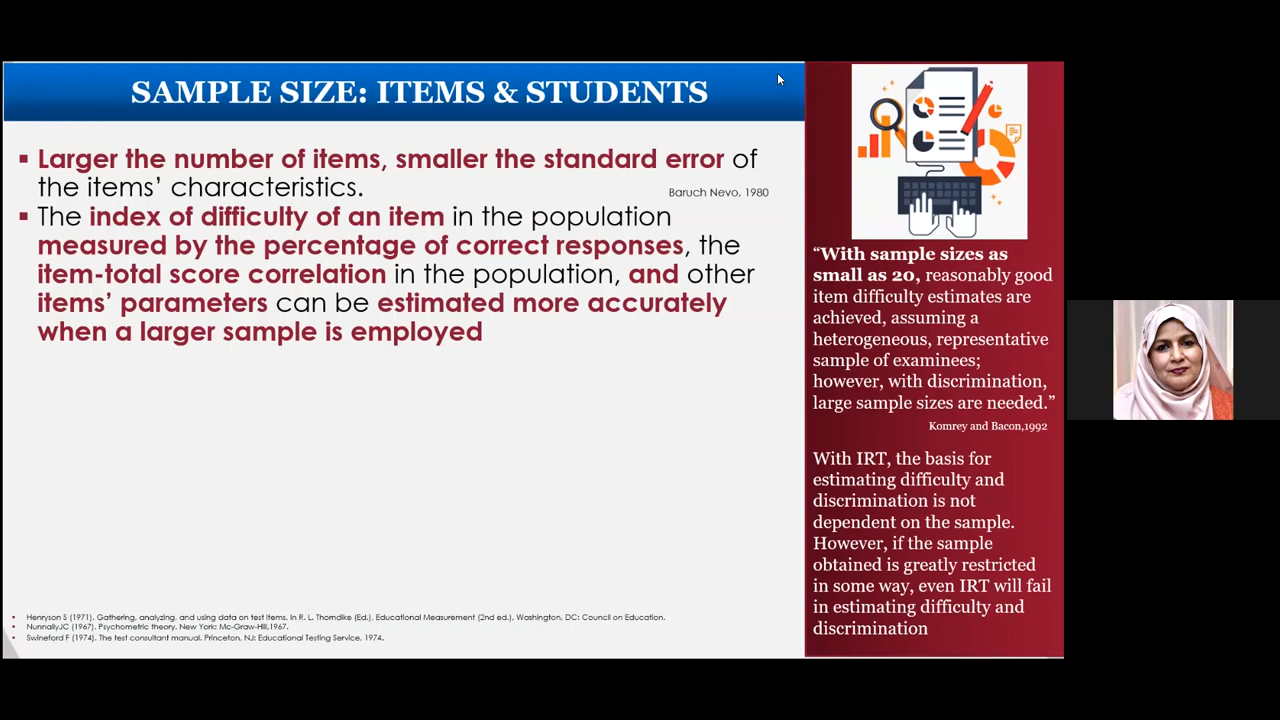 SAMPLE SIZE: ITEMS & STUDENTS
▪ Larger the number of items, smaller the standard error of
the items’ characteristics.
Baruch Nevo, 1980
▪ The index of difficulty of an item in the population
measured by the percentage of correct responses, the
item-total score correlation in the population, and other
items’ parameters can be estimated more accurately
when a larger sample is employed
• Henryson S (1971). Gathering, analyzing, and using data on test items. In R. L. Thorndike (Ed.), Educational Measurement (2nd ed.), Washington, DC: Council on Education.
• NunnallyJC (1967). Psychometric theory. New York: Mc-Graw-Hill,1967.
• Swineford F (1974). The test consultant manual. Princeton, NJ: Educational Testing Service, 1974.
“With sample sizes as
small as 20, reasonably good
item difficulty estimates are
achieved, assuming a
heterogeneous, representative
sample of examinees;
however, with discrimination,
large sample sizes are needed.”
Komrey and Bacon,1992
With IRT, the basis for
estimating difficulty and
discrimination is not
dependent on the sample.
However, if the sample
obtained is greatly restricted
in some way, even IRT will fail
in estimating difficulty and
discrimination